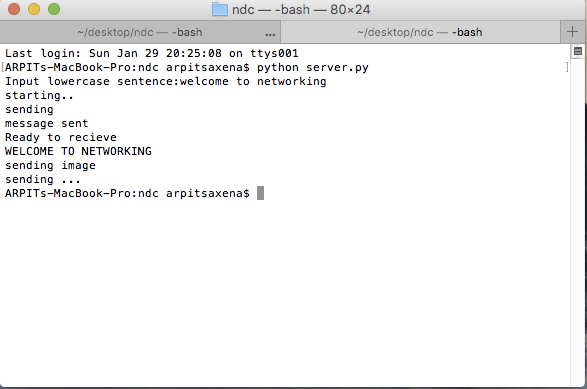 ndc — -bash — 80×24
~/desktop/ndc — -bash ... ~/desktop/ndc — -bash +
Last login: Sun Jan 29 20:25:08 on ttys001
[ARPITs-MacBook-Pro:ndc arpitsaxena$ python server.py ]
Input lowercase sentence:welcome to networking
starting..
sending
message sent
Ready to recieve
WELCOME TO NETWORKING
sending image
sending ...
ARPITs-MacBook-Pro:ndc arpitsaxena$